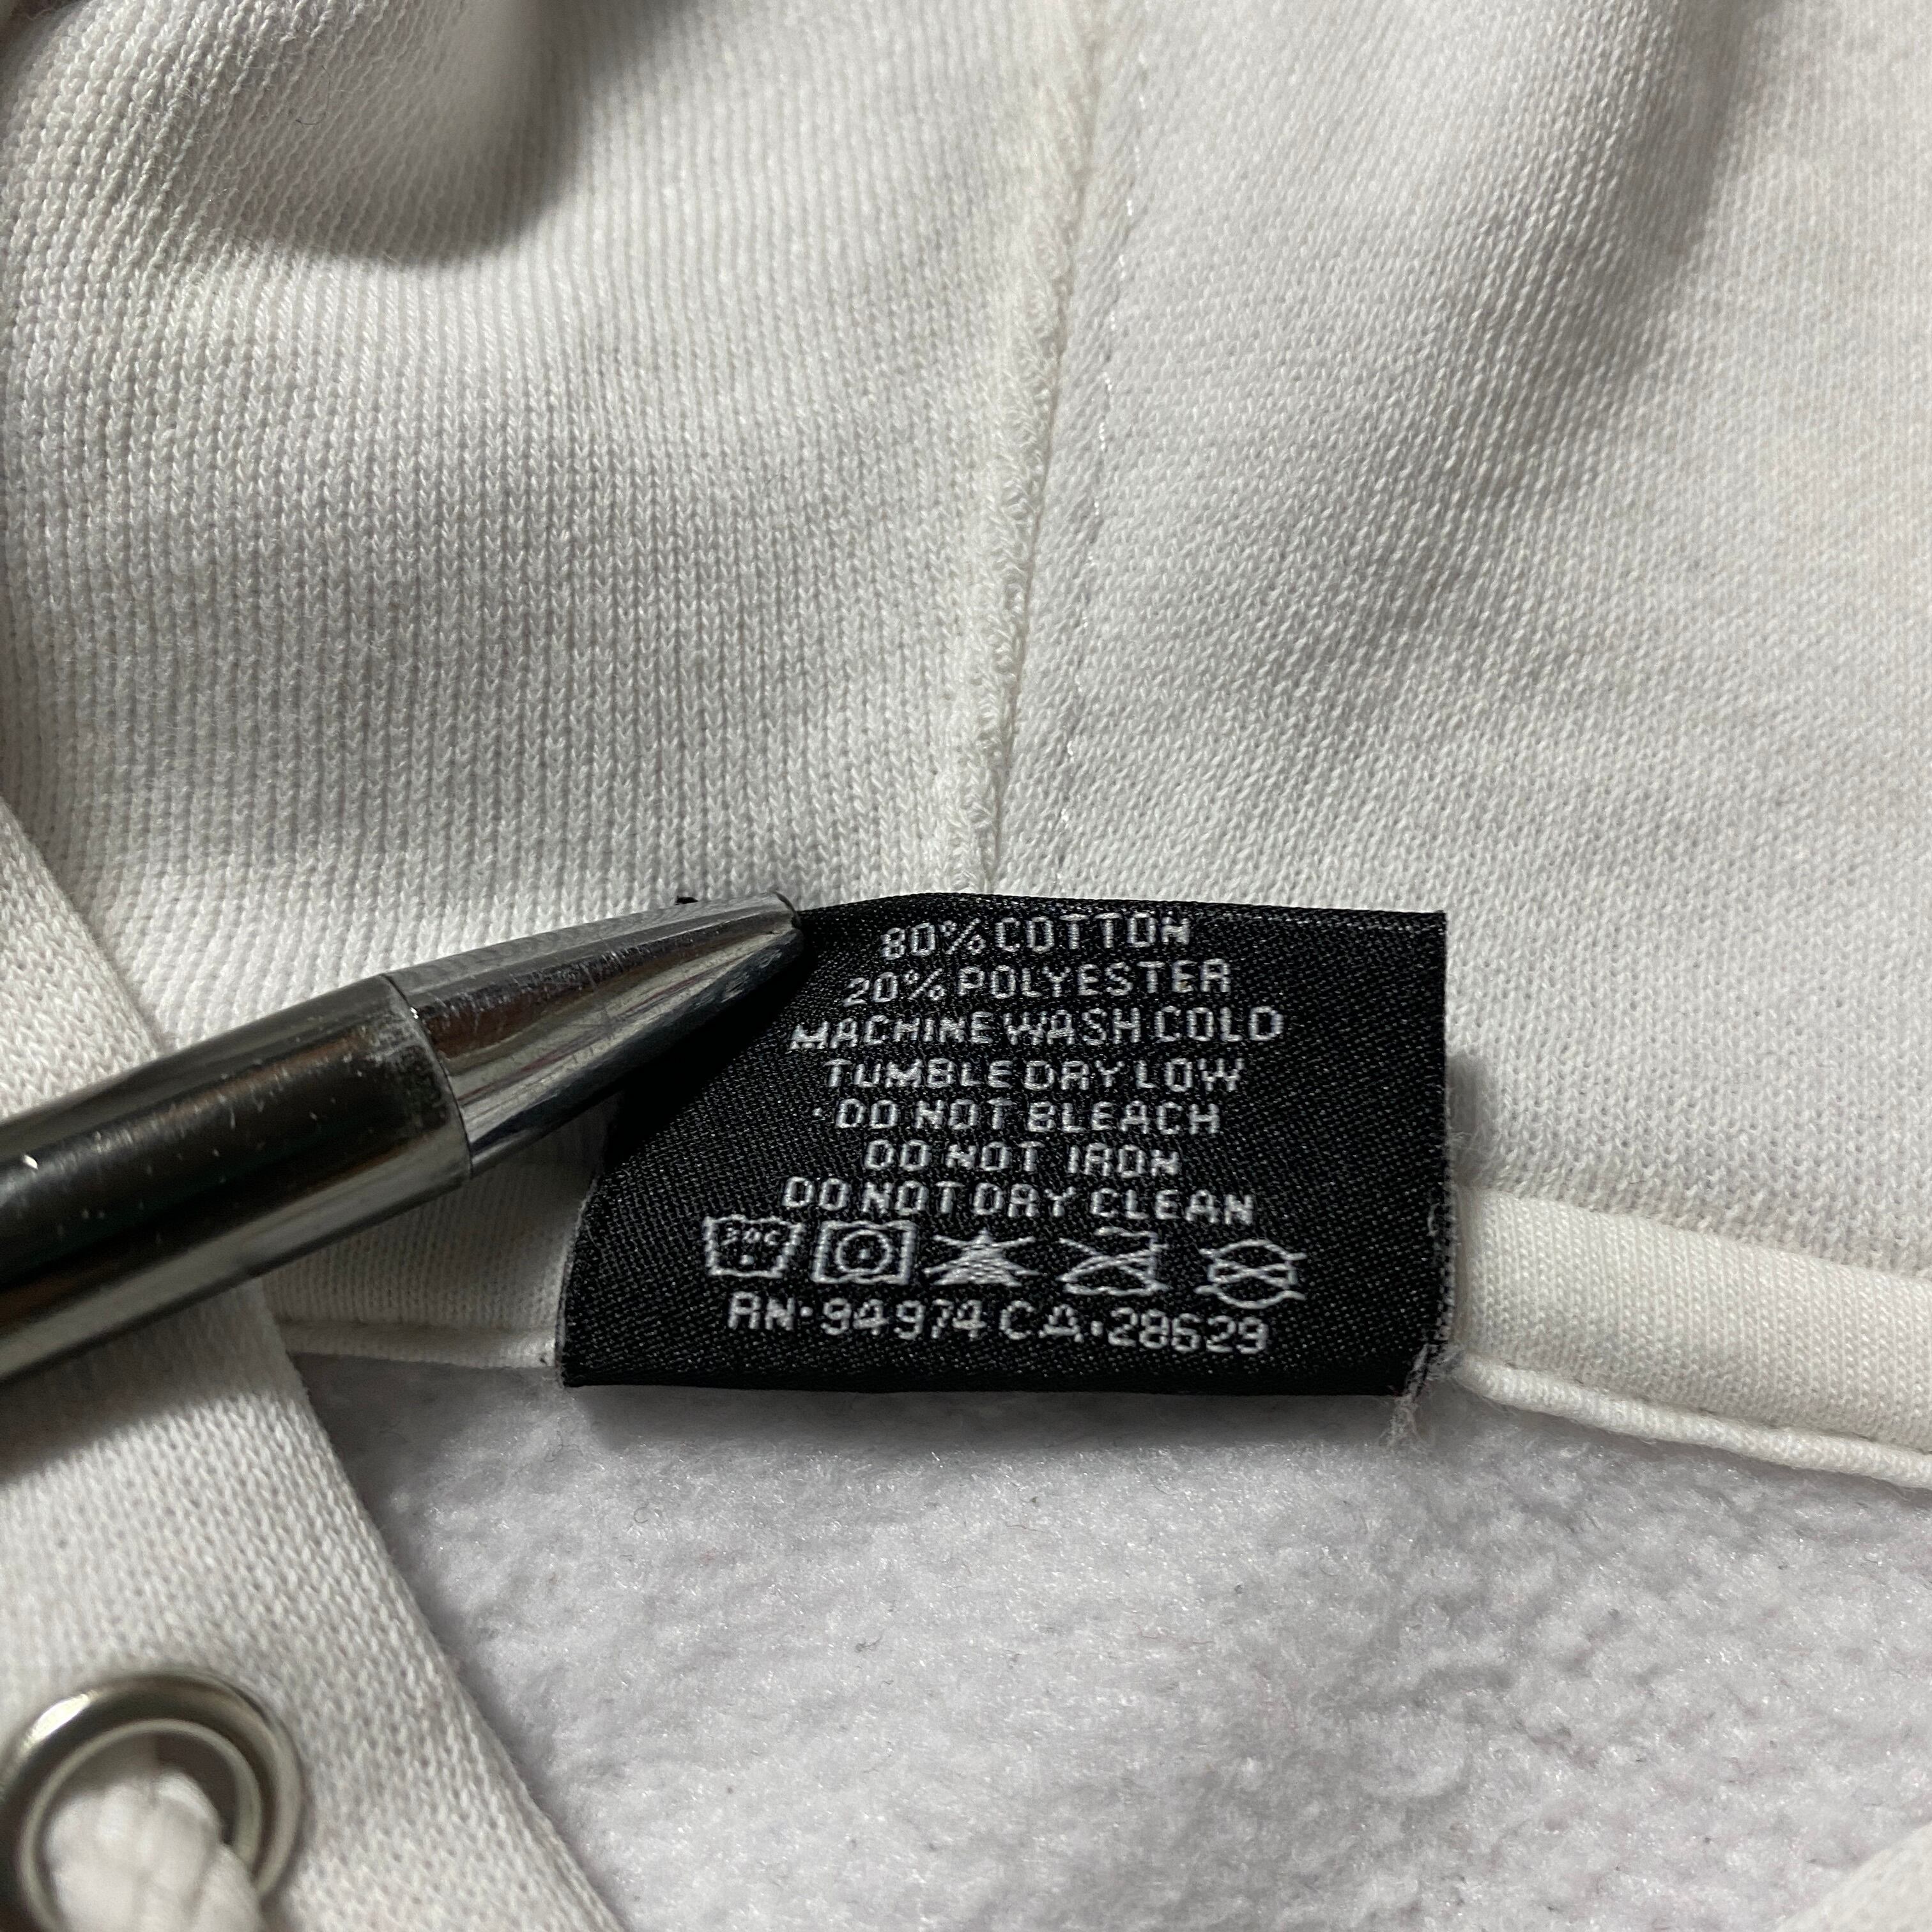 80% COTTON
20% POLYESTER
MACHINE WASH COLD
TUMBLE DRY LOW
DO NOT BLEACH
DO NOT IRON
DO NOT DRY CLEAN
30C
RN•94974 CA•28629